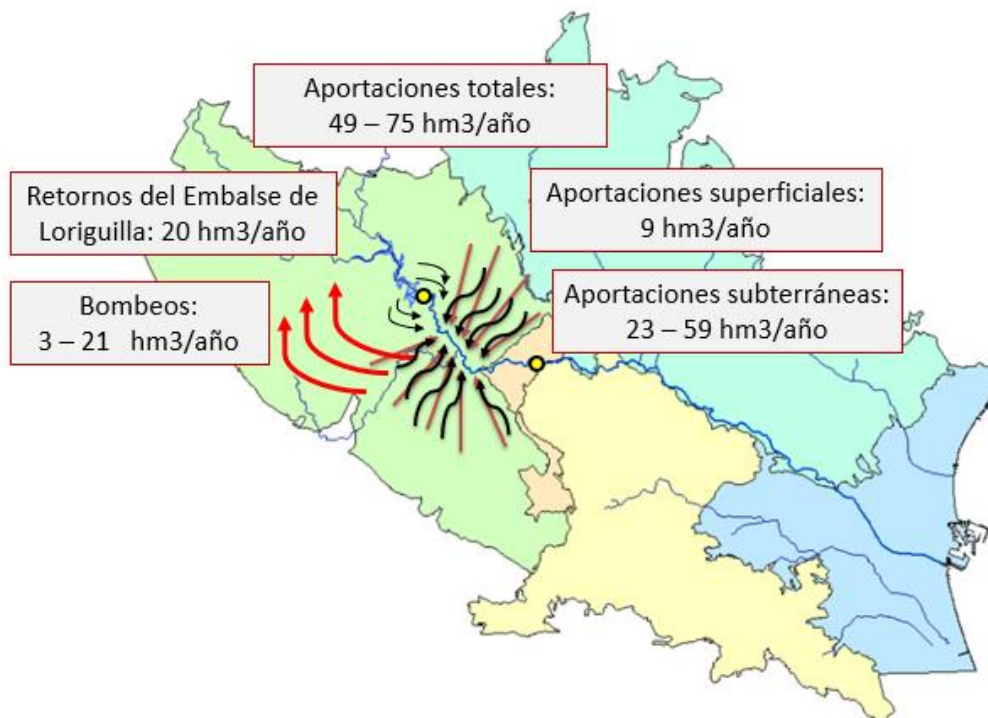 Aportaciones totales:
49 – 75 hm3/año
Retornos del Embalse de
Loriguilla: 20 hm3/año
Aportaciones superficiales:
9 hm3/año
Bombeos:
3 – 21 hm3/año
Aportaciones subterráneas:
23 – 59 hm3/año